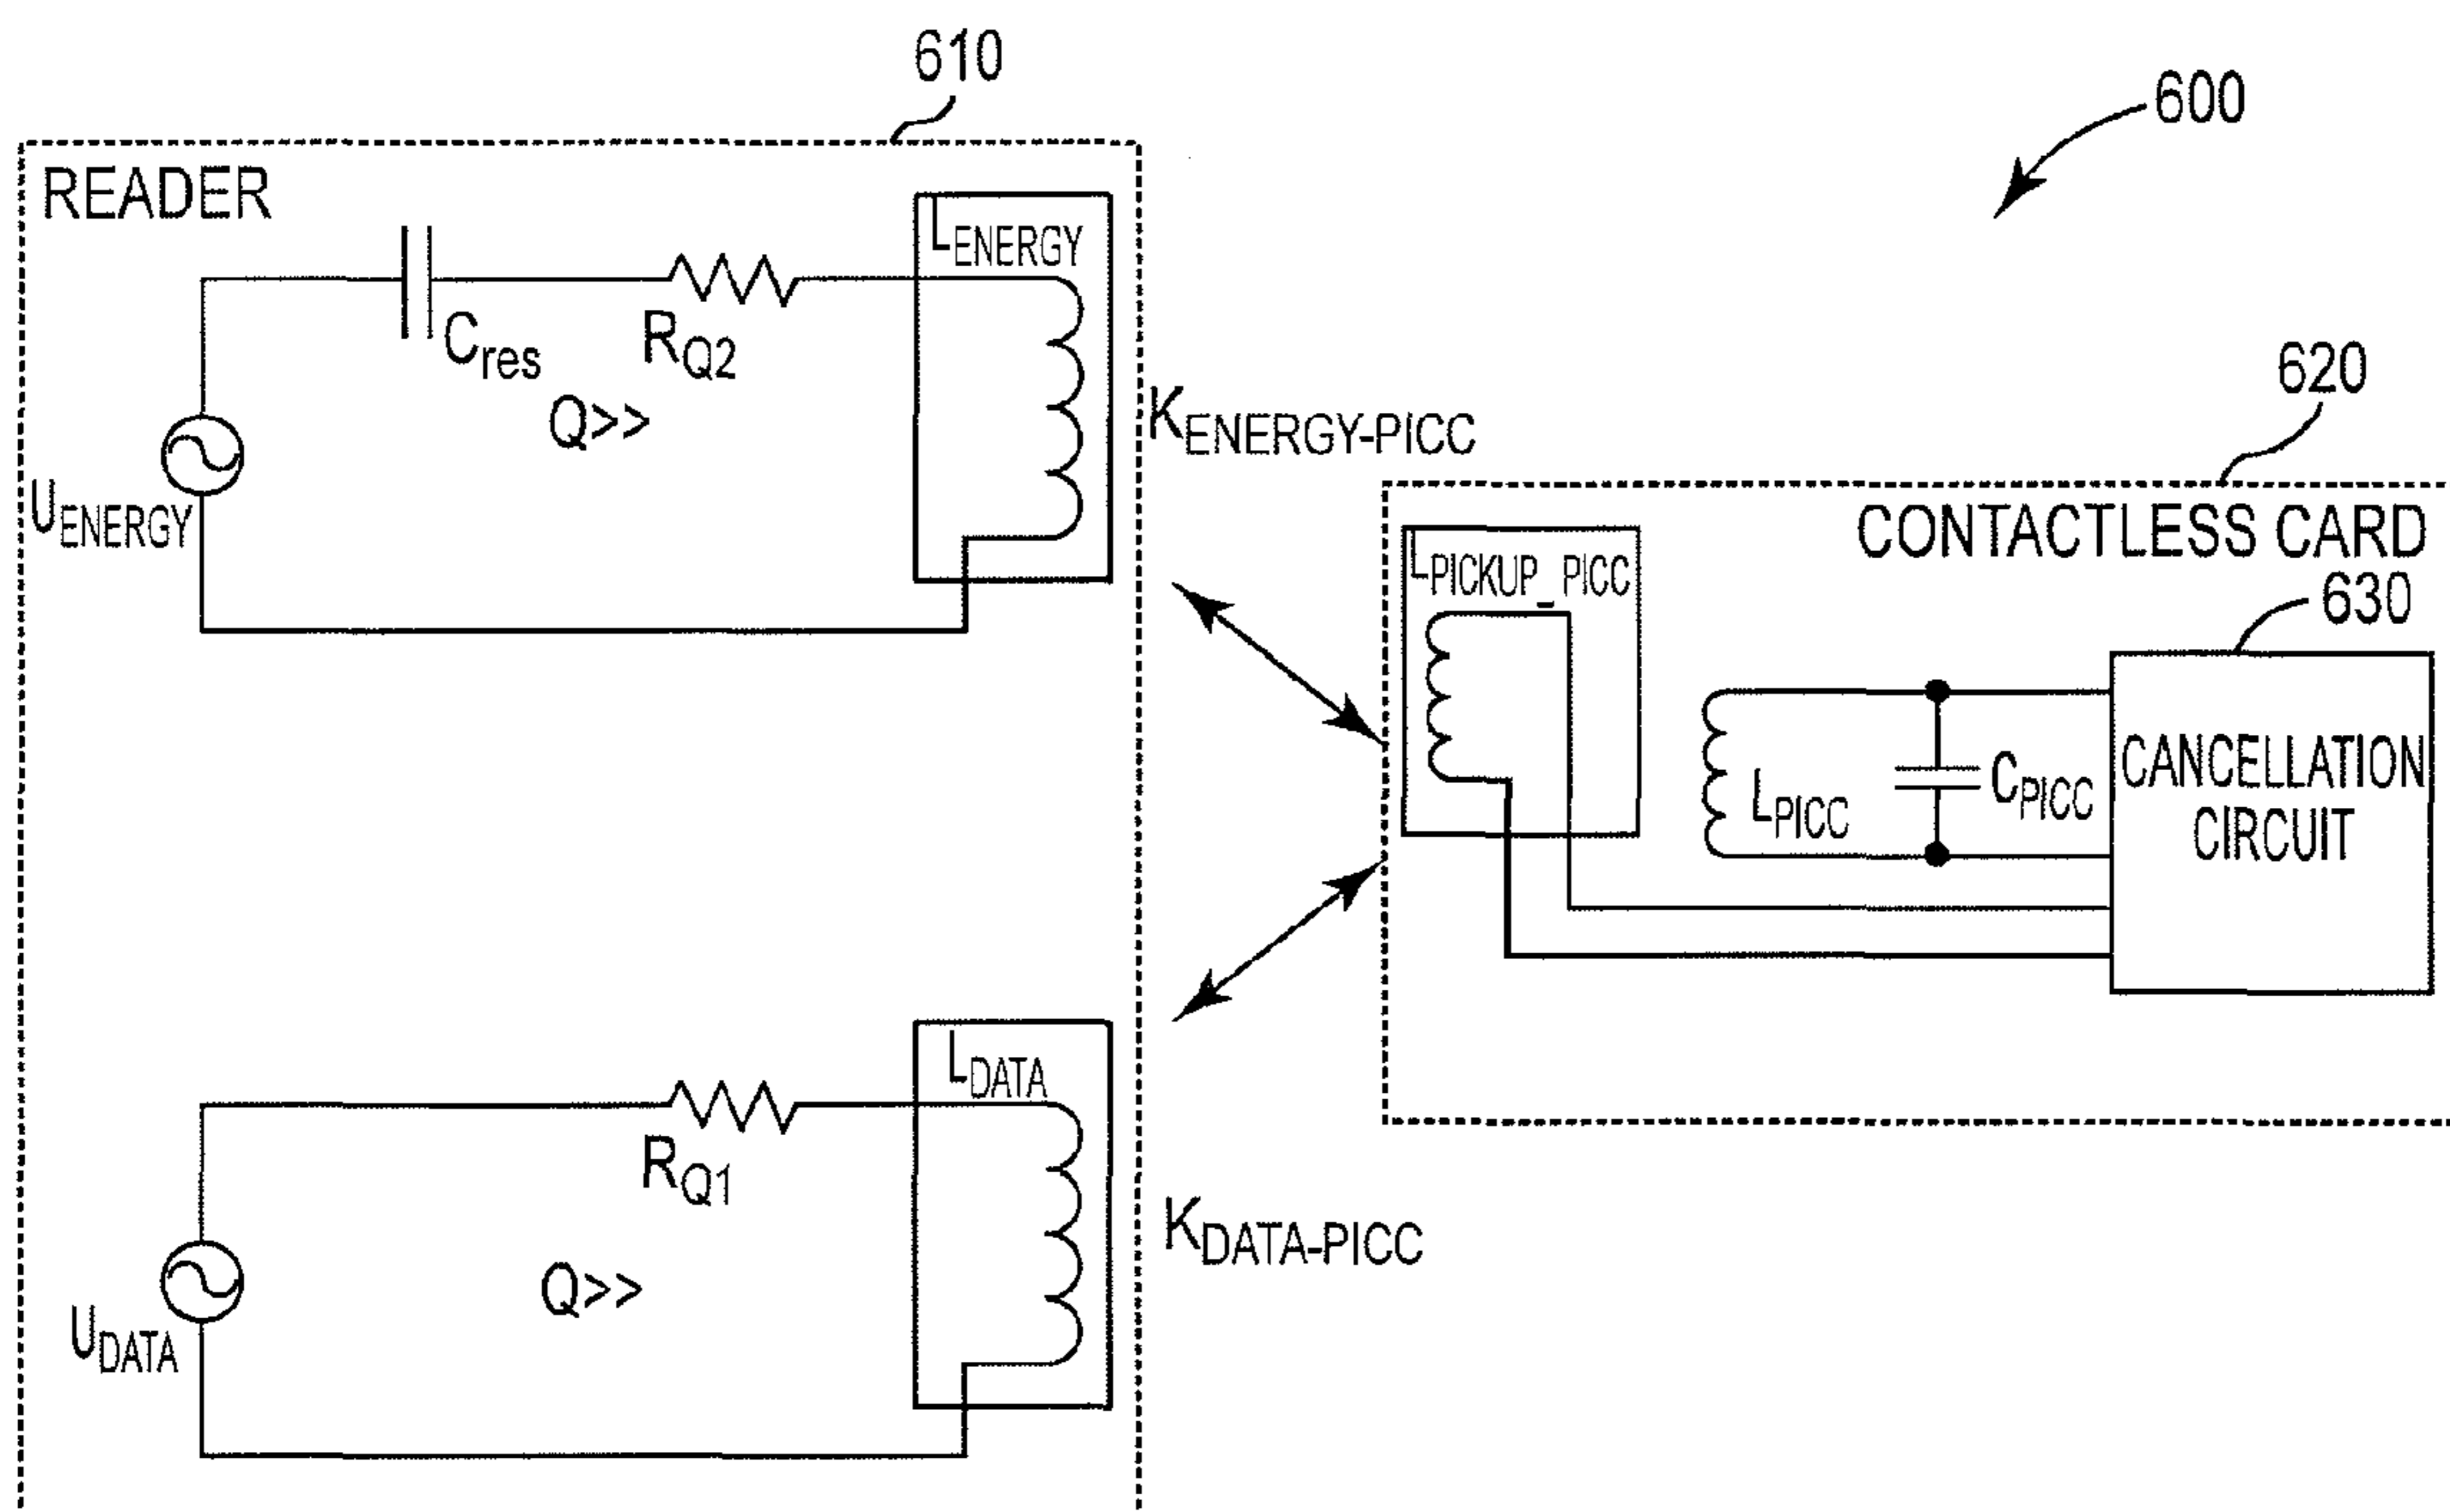 610
600
READER
LENERGY
Cres
RQ2
Q>>
UENERGY
KENERGY-PICC
620
CONTACTLESS CARD
LPICKUP_PICC
630
LPICC
CPICC
CANCELLATION
CIRCUIT
LDATA
RQ1
Q>>
UDATA
KDATA-PICC